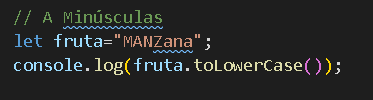 // A Minúsculas
let fruta="MANZana";
console.log(fruta.toLowerCase());